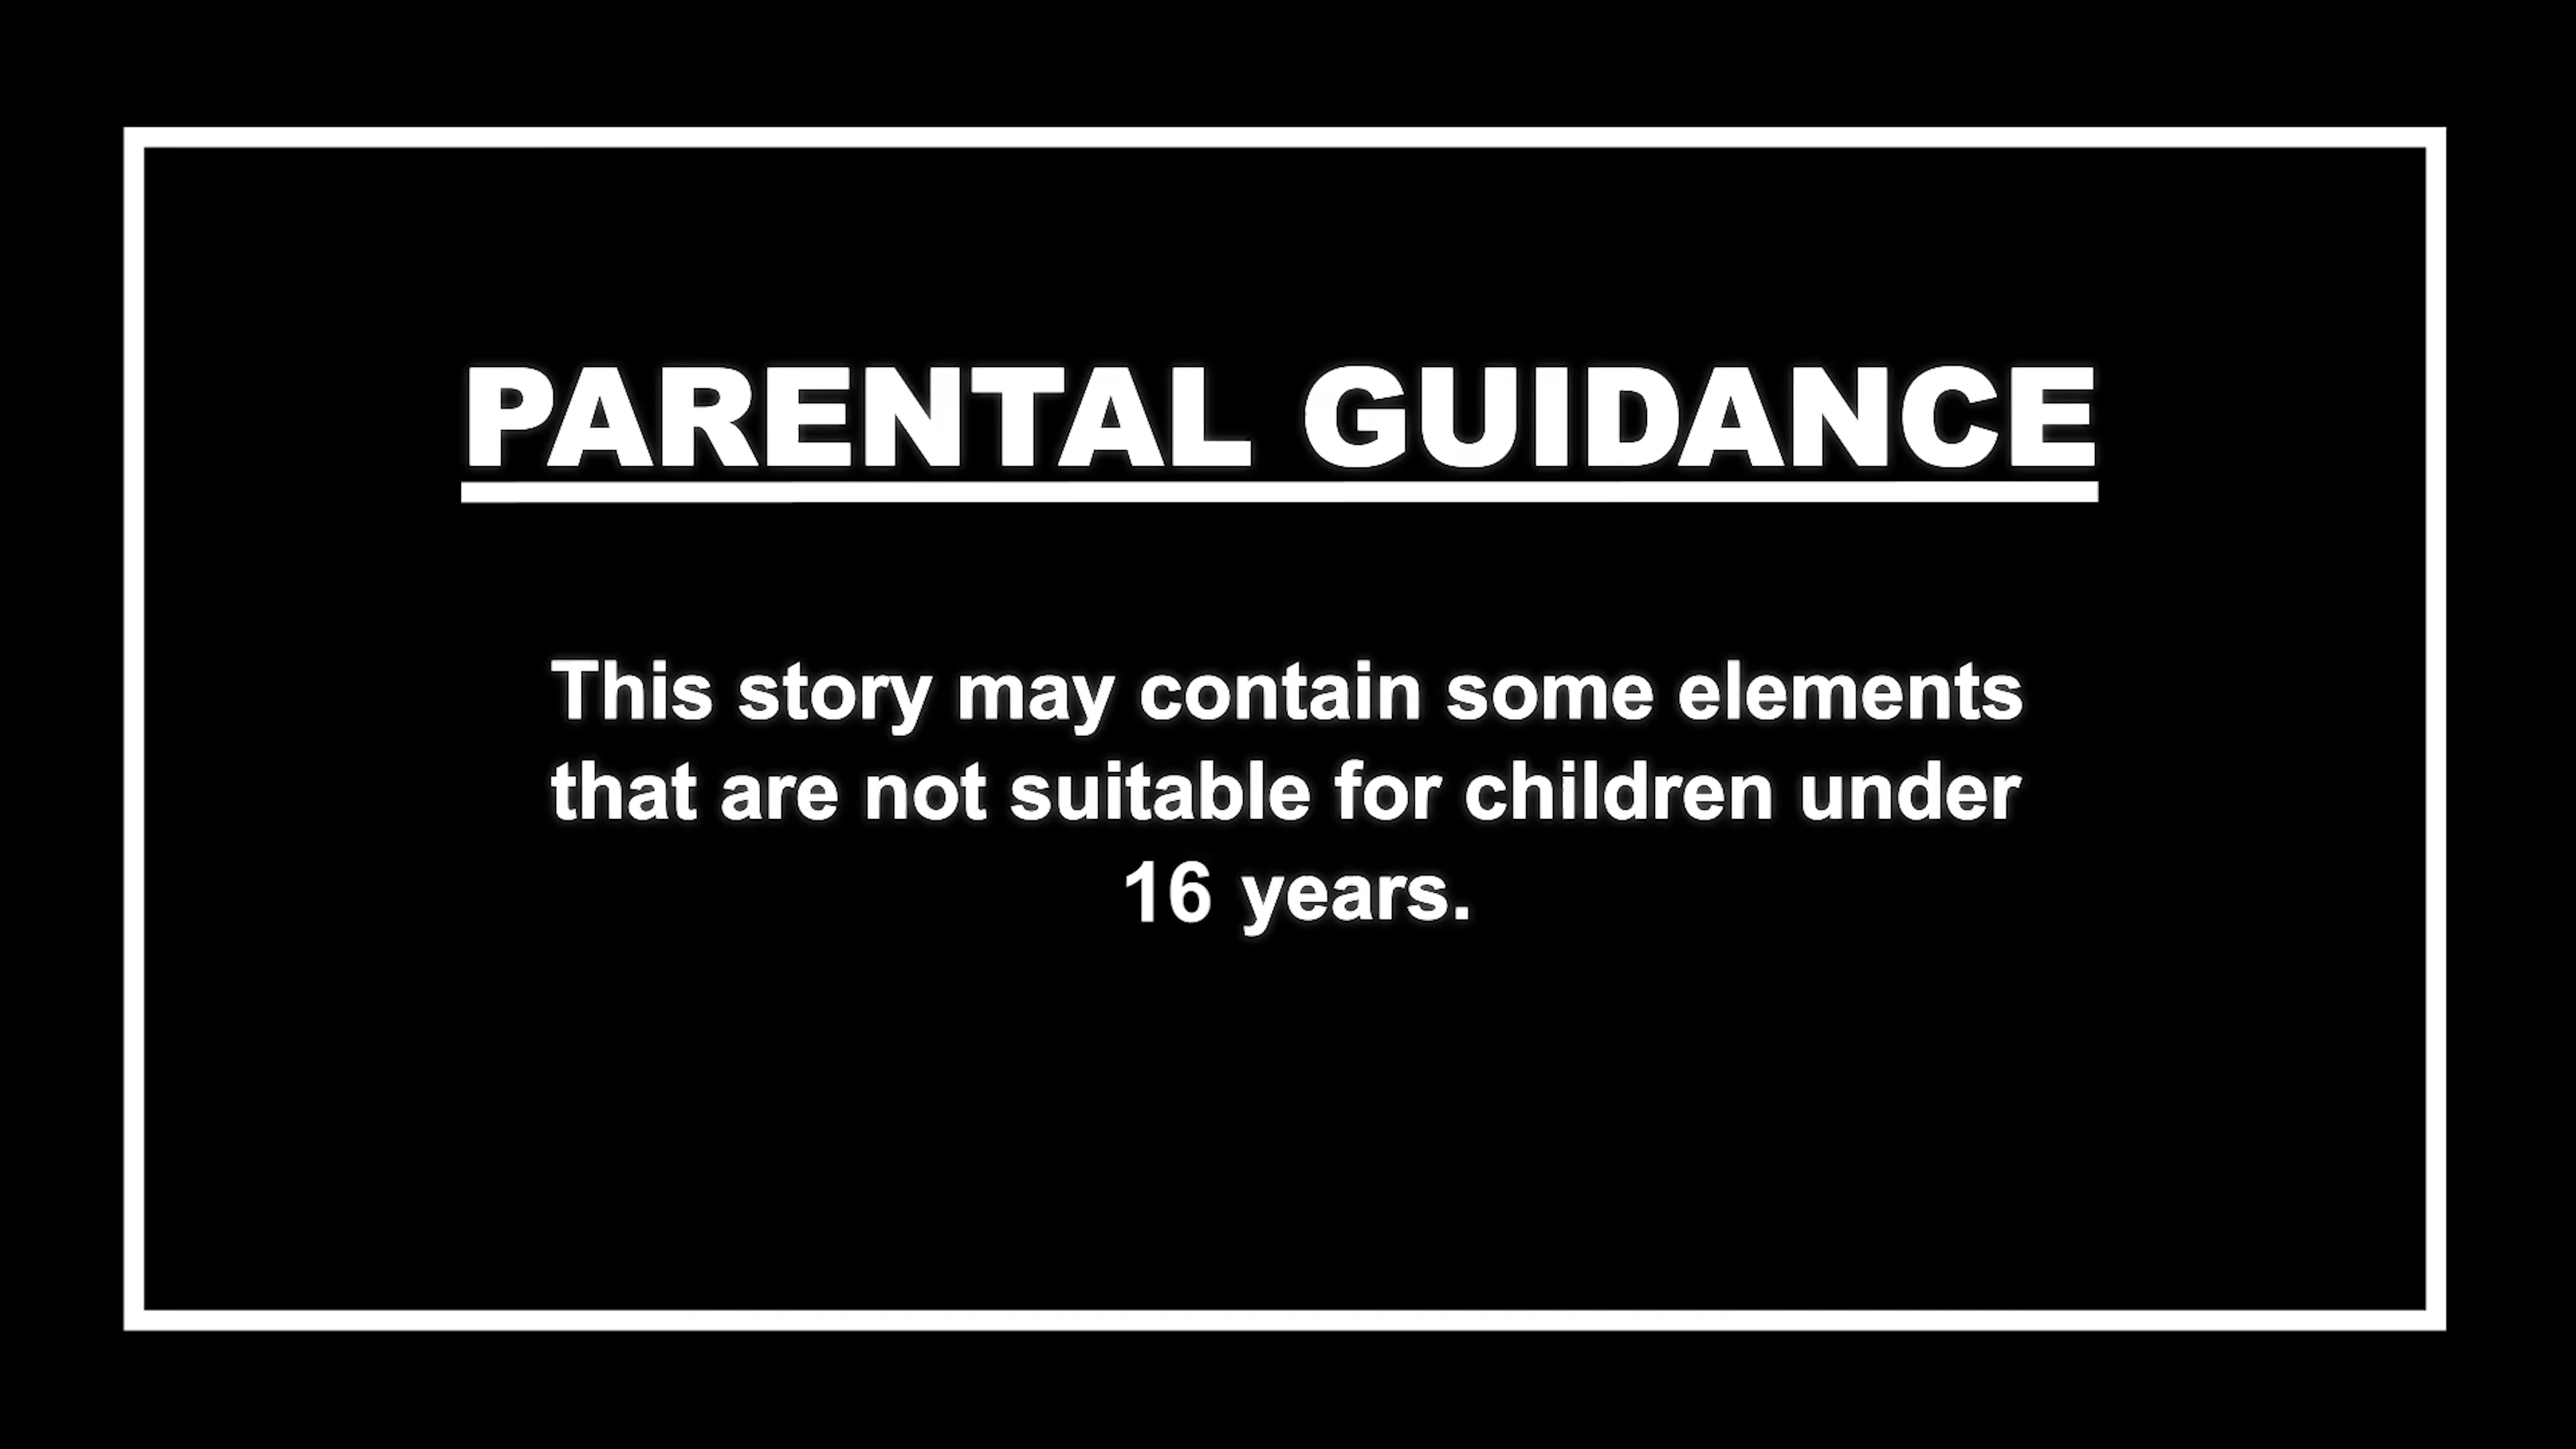 PARENTAL GUIDANCE
This story may contain some elements
that are not suitable for children under
16 years.